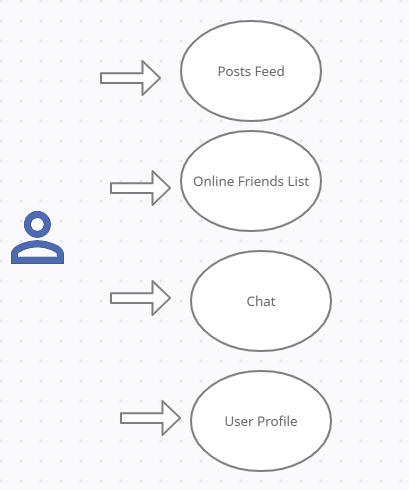 Posts Feed
Online Friends List
Chat
User Profile